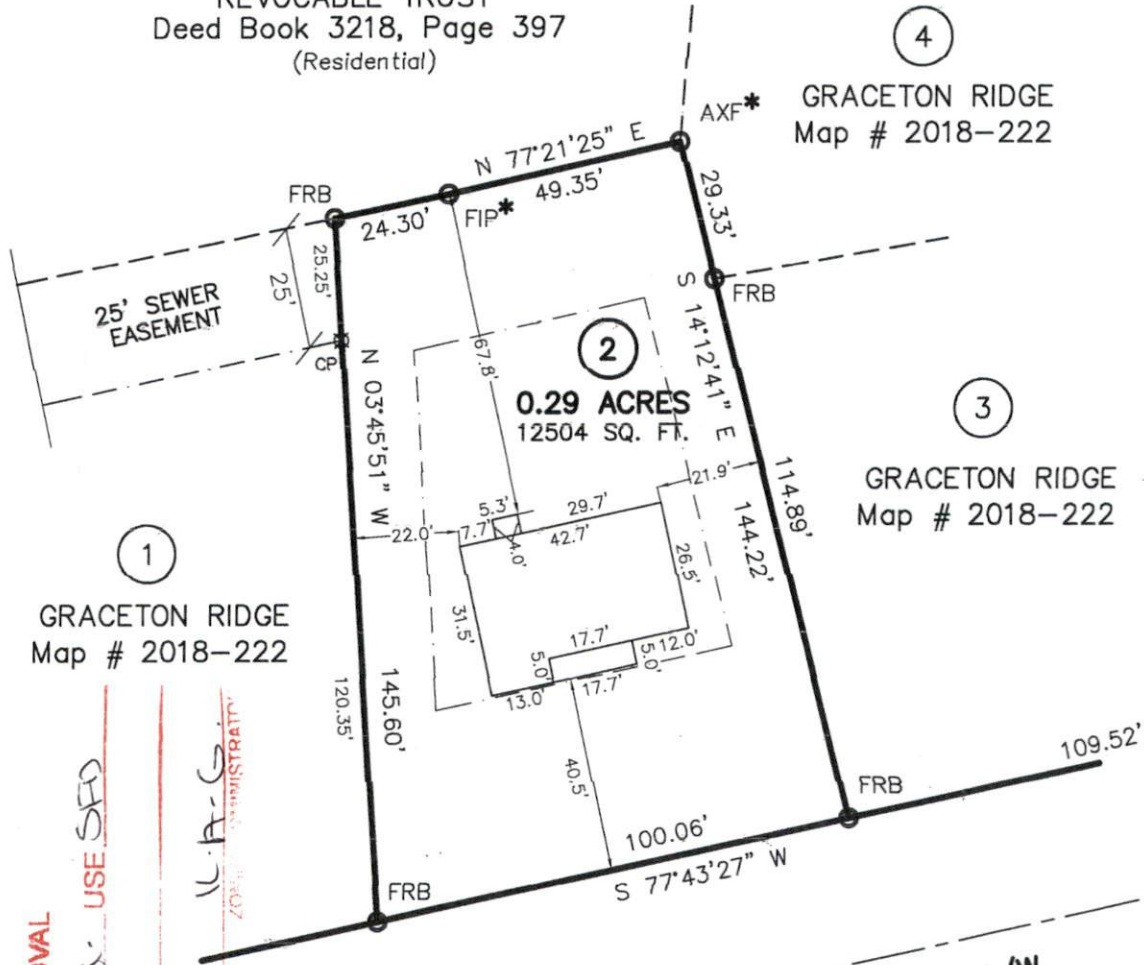 REVOCABLE TRUST
Deed Book 3218, Page 397
(Residential)
4
GRACETON RIDGE
Map # 2018-222
AXF*
N 77°21'25" E
49.35'
FRB
24.30'
FIP*
29.33'
FRB
25' SEWER
EASEMENT
25'
25.25'
CP
N 03°45'51" W
67.8'
2
0.29 ACRES
12504 SQ. FT.
S 14°12'41" E
3
GRACETON RIDGE
Map # 2018-222
114.89'
144.22'
21.9'
22.0'
5.3'
7.7'
4.0'
29.7'
42.7'
26.5'
31.5'
17.7'
5.0'
5.0'
12.0'
13.0'
17.7'
1
GRACETON RIDGE
Map # 2018-222
120.35'
145.60'
40.5'
100.06'
S 77°43'27" W
FRB
FRB
109.52'
USE SFD